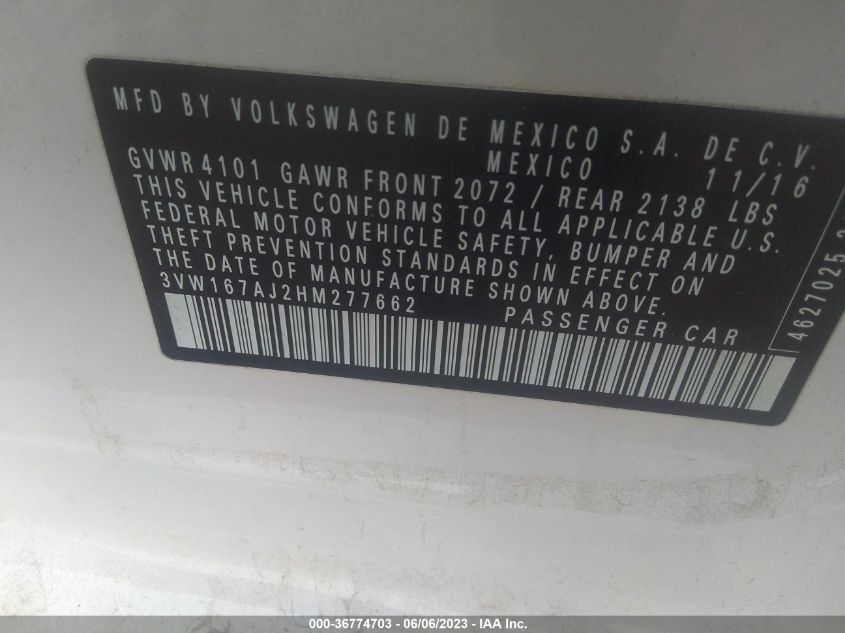 MFD BY VOLKSWAGEN DE MEXICO S.A. DE C.V.
MEXICO 11/16
GVWR 4101 GAWR FRONT 2072 / REAR 2138 LBS
THIS VEHICLE CONFORMS TO ALL APPLICABLE U.S.
FEDERAL MOTOR VEHICLE SAFETY, BUMPER AND
THEFT PREVENTION STANDARDS IN EFFECT ON
THE DATE OF MANUFACTURE SHOWN ABOVE.
3VW167AJ2HM277662 PASSENGER CAR
4627025
000-36774703 - 06/06/2023 - IAA Inc.